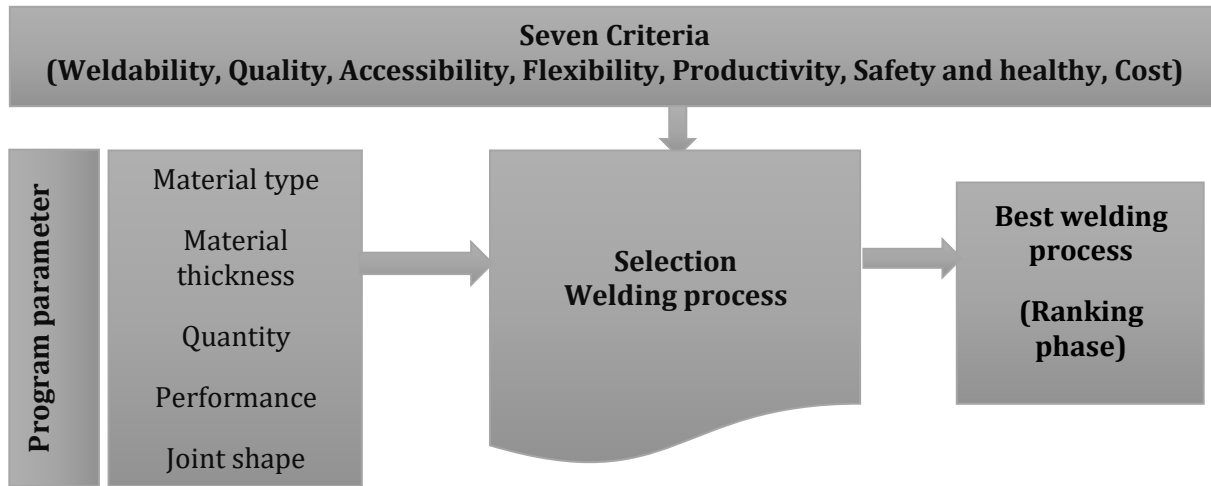 Seven Criteria
(Weldability, Quality, Accessibility, Flexibility, Productivity, Safety and healthy, Cost)
Program parameter
Material type
Material
thickness
Quantity
Performance
Joint shape
Selection
Welding process
Best welding
process
(Ranking
phase)